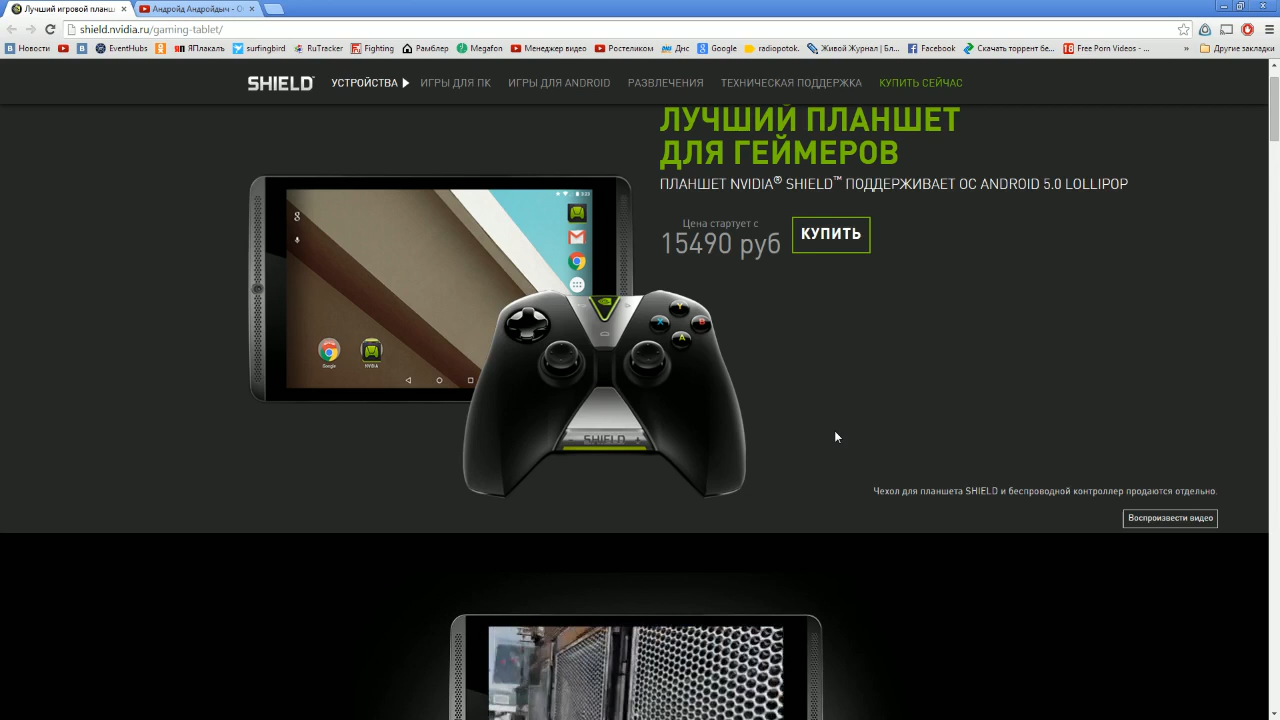 Лучший игровой планш
Андройд Андройдыч - О
shield.nvidia.ru/gaming-tablet/
Новости
EventHubs
ЯПЛакаль
surfingbird
RuTracker
Fighting
Рамблер
Megafon
Менеджер видео
Ростеликом
Днс
Google
radiopotok.
Живой Журнал | Бл...
Facebook
Скачать торрент бе...
18 Free Porn Videos - ...
» Другие закладки
SHIELD
УСТРОЙСТВА
ИГРЫ ДЛЯ ПК
ИГРЫ ДЛЯ ANDROID
РАЗВЛЕЧЕНИЯ
ТЕХНИЧЕСКАЯ ПОДДЕРЖКА
КУПИТЬ СЕЙЧАС
ЛУЧШИЙ ПЛАНШЕТ
ДЛЯ ГЕЙМЕРОВ
ПЛАНШЕТ NVIDIA® SHIELD™ ПОДДЕРЖИВАЕТ ОС ANDROID 5.0 LOLLIPOP
Цена стартует с
15490 руб
КУПИТЬ
Google
NVIDIA
Y
X
B
A
SHIELD
Чехол для планшета SHIELD и беспроводной контроллер продаются отдельно.
Воспроизвести видео